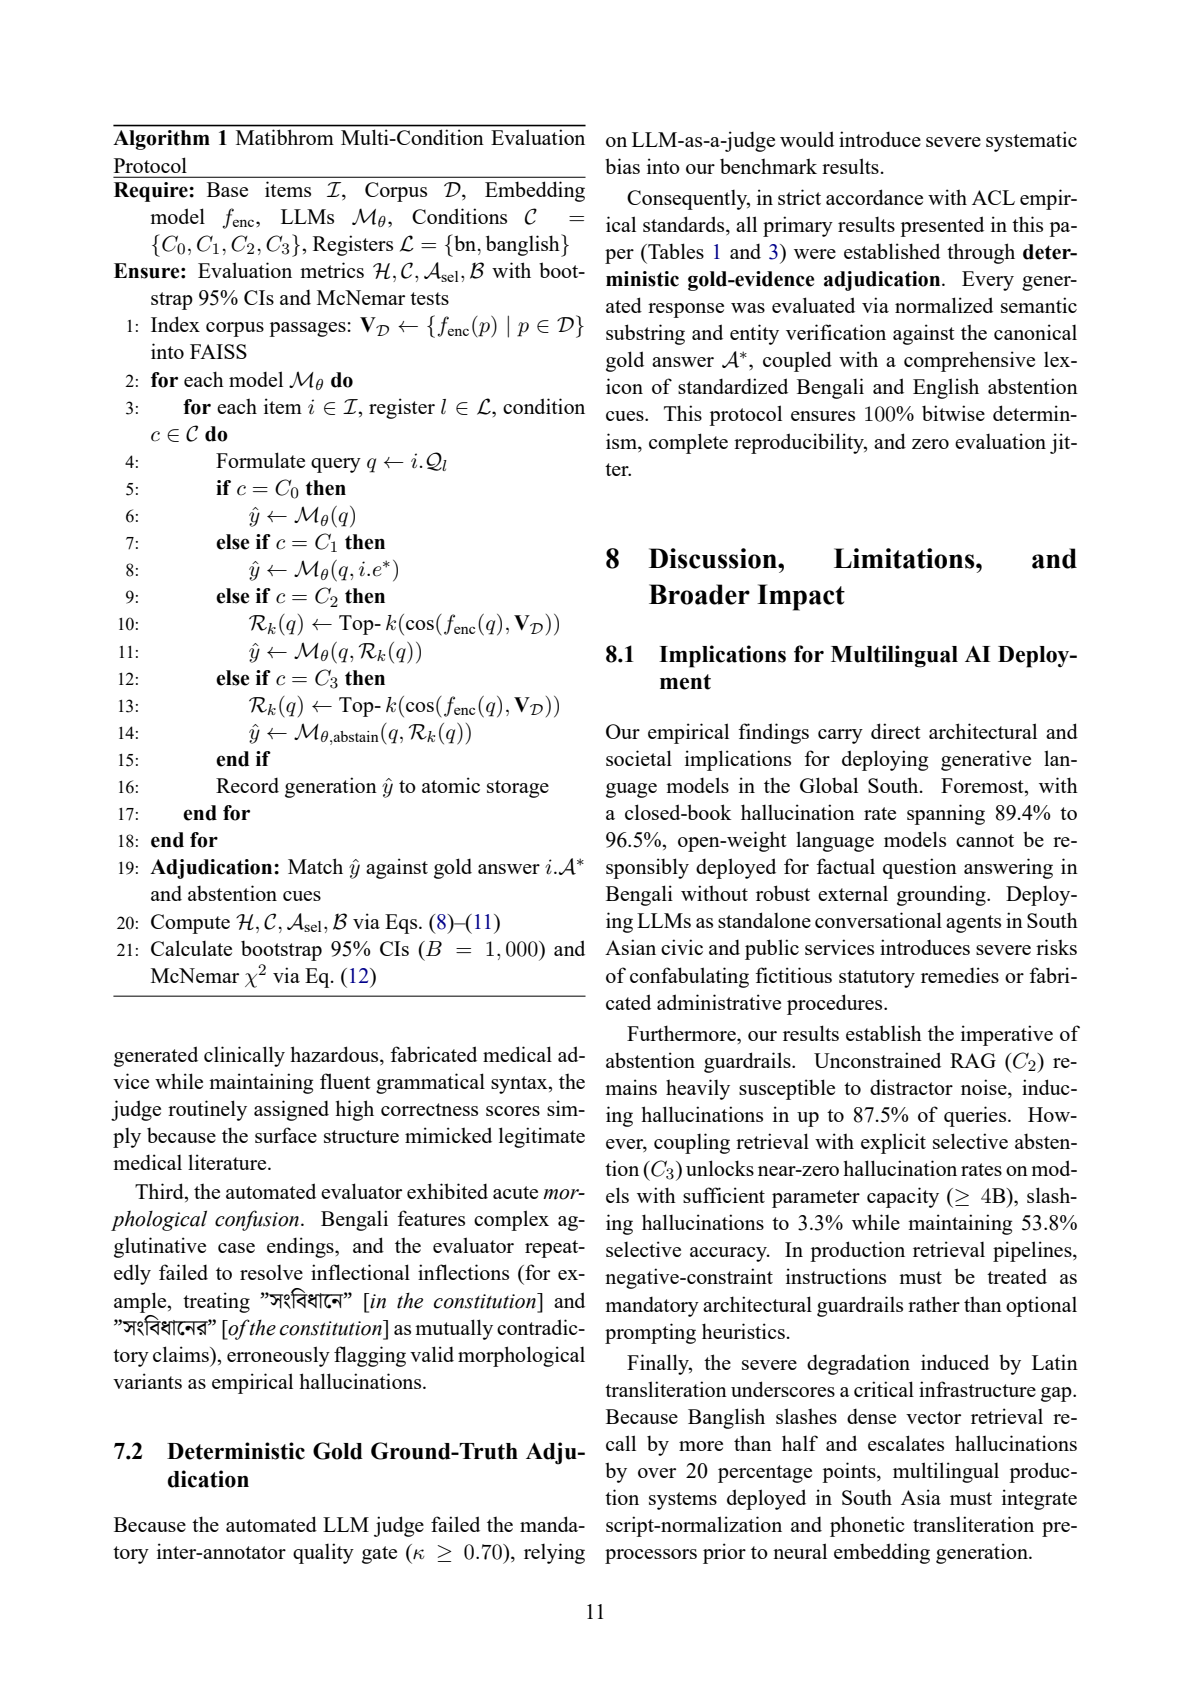 Algorithm 1 Matibhrom Multi-Condition Evaluation
Protocol
Require: Base items ℐ, Corpus 𝒟, Embedding
model f_enc, LLMs ℳ_θ, Conditions 𝒞 =
{C_0, C_1, C_2, C_3}, Registers ℒ = {bn, banglish}
Ensure: Evaluation metrics ℋ, 𝒞, 𝒜_sel, ℬ with boot-
strap 95% CIs and McNemar tests
1: Index corpus passages: V_𝒟 ← {f_enc(p) | p ∈ 𝒟}
into FAISS
2: for each model ℳ_θ do
3: for each item i ∈ ℐ, register l ∈ ℒ, condition
c ∈ 𝒞 do
4: Formulate query q ← i.𝒬_l
5: if c = C_0 then
6: ŷ ← ℳ_θ(q)
7: else if c = C_1 then
8: ŷ ← ℳ_θ(q, i.e*)
9: else if c = C_2 then
10: ℛ_k(q) ← Top-k(cos(f_enc(q), V_𝒟))
11: ŷ ← ℳ_θ(q, ℛ_k(q))
12: else if c = C_3 then
13: ℛ_k(q) ← Top-k(cos(f_enc(q), V_𝒟))
14: ŷ ← ℳ_θ,abstain(q, ℛ_k(q))
15: end if
16: Record generation ŷ to atomic storage
17: end for
18: end for
19: Adjudication: Match ŷ against gold answer i.𝒜*
and abstention cues
20: Compute ℋ, 𝒞, 𝒜_sel, ℬ via Eqs. (8)–(11)
21: Calculate bootstrap 95% CIs (B = 1, 000) and
McNemar χ² via Eq. (12)
generated clinically hazardous, fabricated medical ad-
vice while maintaining fluent grammatical syntax, the
judge routinely assigned high correctness scores sim-
ply because the surface structure mimicked legitimate
medical literature.
Third, the automated evaluator exhibited acute mor-
phological confusion. Bengali features complex ag-
glutinative case endings, and the evaluator repeat-
edly failed to resolve inflectional inflections (for ex-
ample, treating ”সংবিধানে” [in the constitution] and
”সংবিধানের” [of the constitution] as mutually contradic-
tory claims), erroneously flagging valid morphological
variants as empirical hallucinations.
7.2 Deterministic Gold Ground-Truth Adju-
dication
Because the automated LLM judge failed the manda-
tory inter-annotator quality gate (κ ≥ 0.70), relying
on LLM-as-a-judge would introduce severe systematic
bias into our benchmark results.
Consequently, in strict accordance with ACL empir-
ical standards, all primary results presented in this pa-
per (Tables 1 and 3) were established through deter-
ministic gold-evidence adjudication. Every gener-
ated response was evaluated via normalized semantic
substring and entity verification against the canonical
gold answer 𝒜*, coupled with a comprehensive lex-
icon of standardized Bengali and English abstention
cues. This protocol ensures 100% bitwise determin-
ism, complete reproducibility, and zero evaluation jit-
ter.
8 Discussion, Limitations, and
Broader Impact
8.1 Implications for Multilingual AI Deploy-
ment
Our empirical findings carry direct architectural and
societal implications for deploying generative lan-
guage models in the Global South. Foremost, with
a closed-book hallucination rate spanning 89.4% to
96.5%, open-weight language models cannot be re-
sponsibly deployed for factual question answering in
Bengali without robust external grounding. Deploy-
ing LLMs as standalone conversational agents in South
Asian civic and public services introduces severe risks
of confabulating fictitious statutory remedies or fabri-
cated administrative procedures.
Furthermore, our results establish the imperative of
abstention guardrails. Unconstrained RAG (C_2) re-
mains heavily susceptible to distractor noise, induc-
ing hallucinations in up to 87.5% of queries. How-
ever, coupling retrieval with explicit selective absten-
tion (C_3) unlocks near-zero hallucination rates on mod-
els with sufficient parameter capacity (≥ 4B), slash-
ing hallucinations to 3.3% while maintaining 53.8%
selective accuracy. In production retrieval pipelines,
negative-constraint instructions must be treated as
mandatory architectural guardrails rather than optional
prompting heuristics.
Finally, the severe degradation induced by Latin
transliteration underscores a critical infrastructure gap.
Because Banglish slashes dense vector retrieval re-
call by more than half and escalates hallucinations
by over 20 percentage points, multilingual produc-
tion systems deployed in South Asia must integrate
script-normalization and phonetic transliteration pre-
processors prior to neural embedding generation.
11